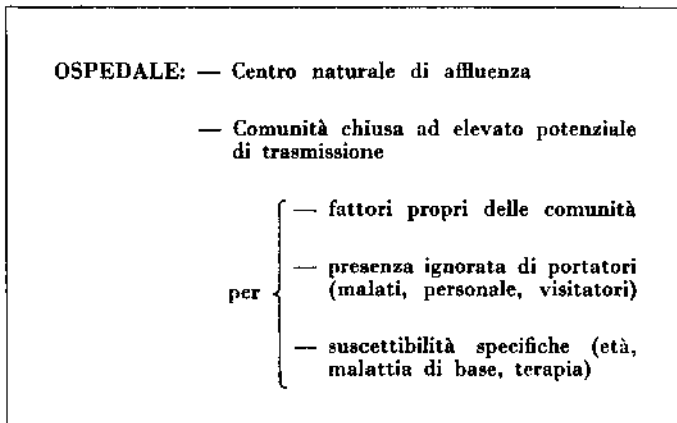 OSPEDALE: — Centro naturale di affluenza
— Comunità chiusa ad elevato potenziale
di trasmissione
— fattori propri delle comunità
— presenza ignorata di portatori
(malati, personale, visitatori)
per
— suscettibilità specifiche (età,
malattia di base, terapia)